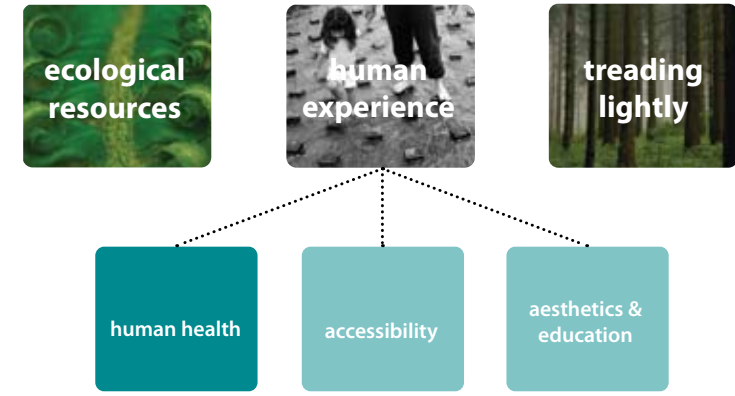 ecological
resources
human
experience
treading
lightly
human health
accessibility
aesthetics &
education